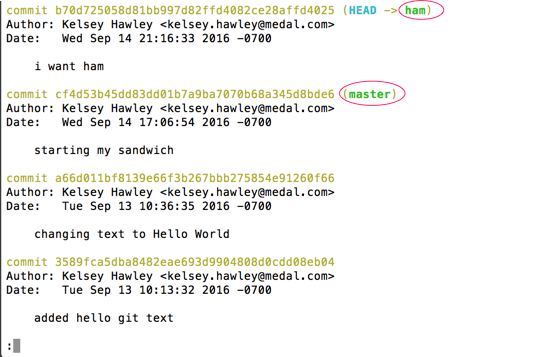 commit b70d725058d81bb997d82ffd4082ce28affd4025 (HEAD -> ham)
Author: Kelsey Hawley <kelsey.hawley@medal.com>
Date:   Wed Sep 14 21:16:33 2016 -0700
i want ham
commit cf4d53b45dd83dd01b7a9ba7070b68a345d8bde6 (master)
Author: Kelsey Hawley <kelsey.hawley@medal.com>
Date:   Wed Sep 14 17:06:54 2016 -0700
starting my sandwich
commit a66d011bf8139e66f3b267bbb275854e91260f66
Author: Kelsey Hawley <kelsey.hawley@medal.com>
Date:   Tue Sep 13 10:36:35 2016 -0700
changing text to Hello World
commit 3589fca5dba8482eae693d9904808d0cdd08eb04
Author: Kelsey Hawley <kelsey.hawley@medal.com>
Date:   Tue Sep 13 10:13:32 2016 -0700
added hello git text
: